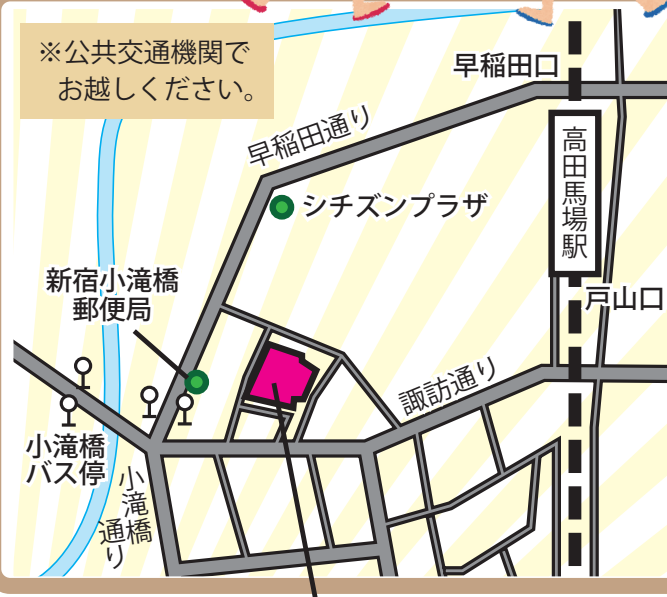 ※公共交通機関で
お越しください。
早稲田口
早稲田通り
高田馬場駅
シチズンプラザ
新宿小滝橋
郵便局
戸山口
諏訪通り
小滝橋
バス停
小滝橋
通り